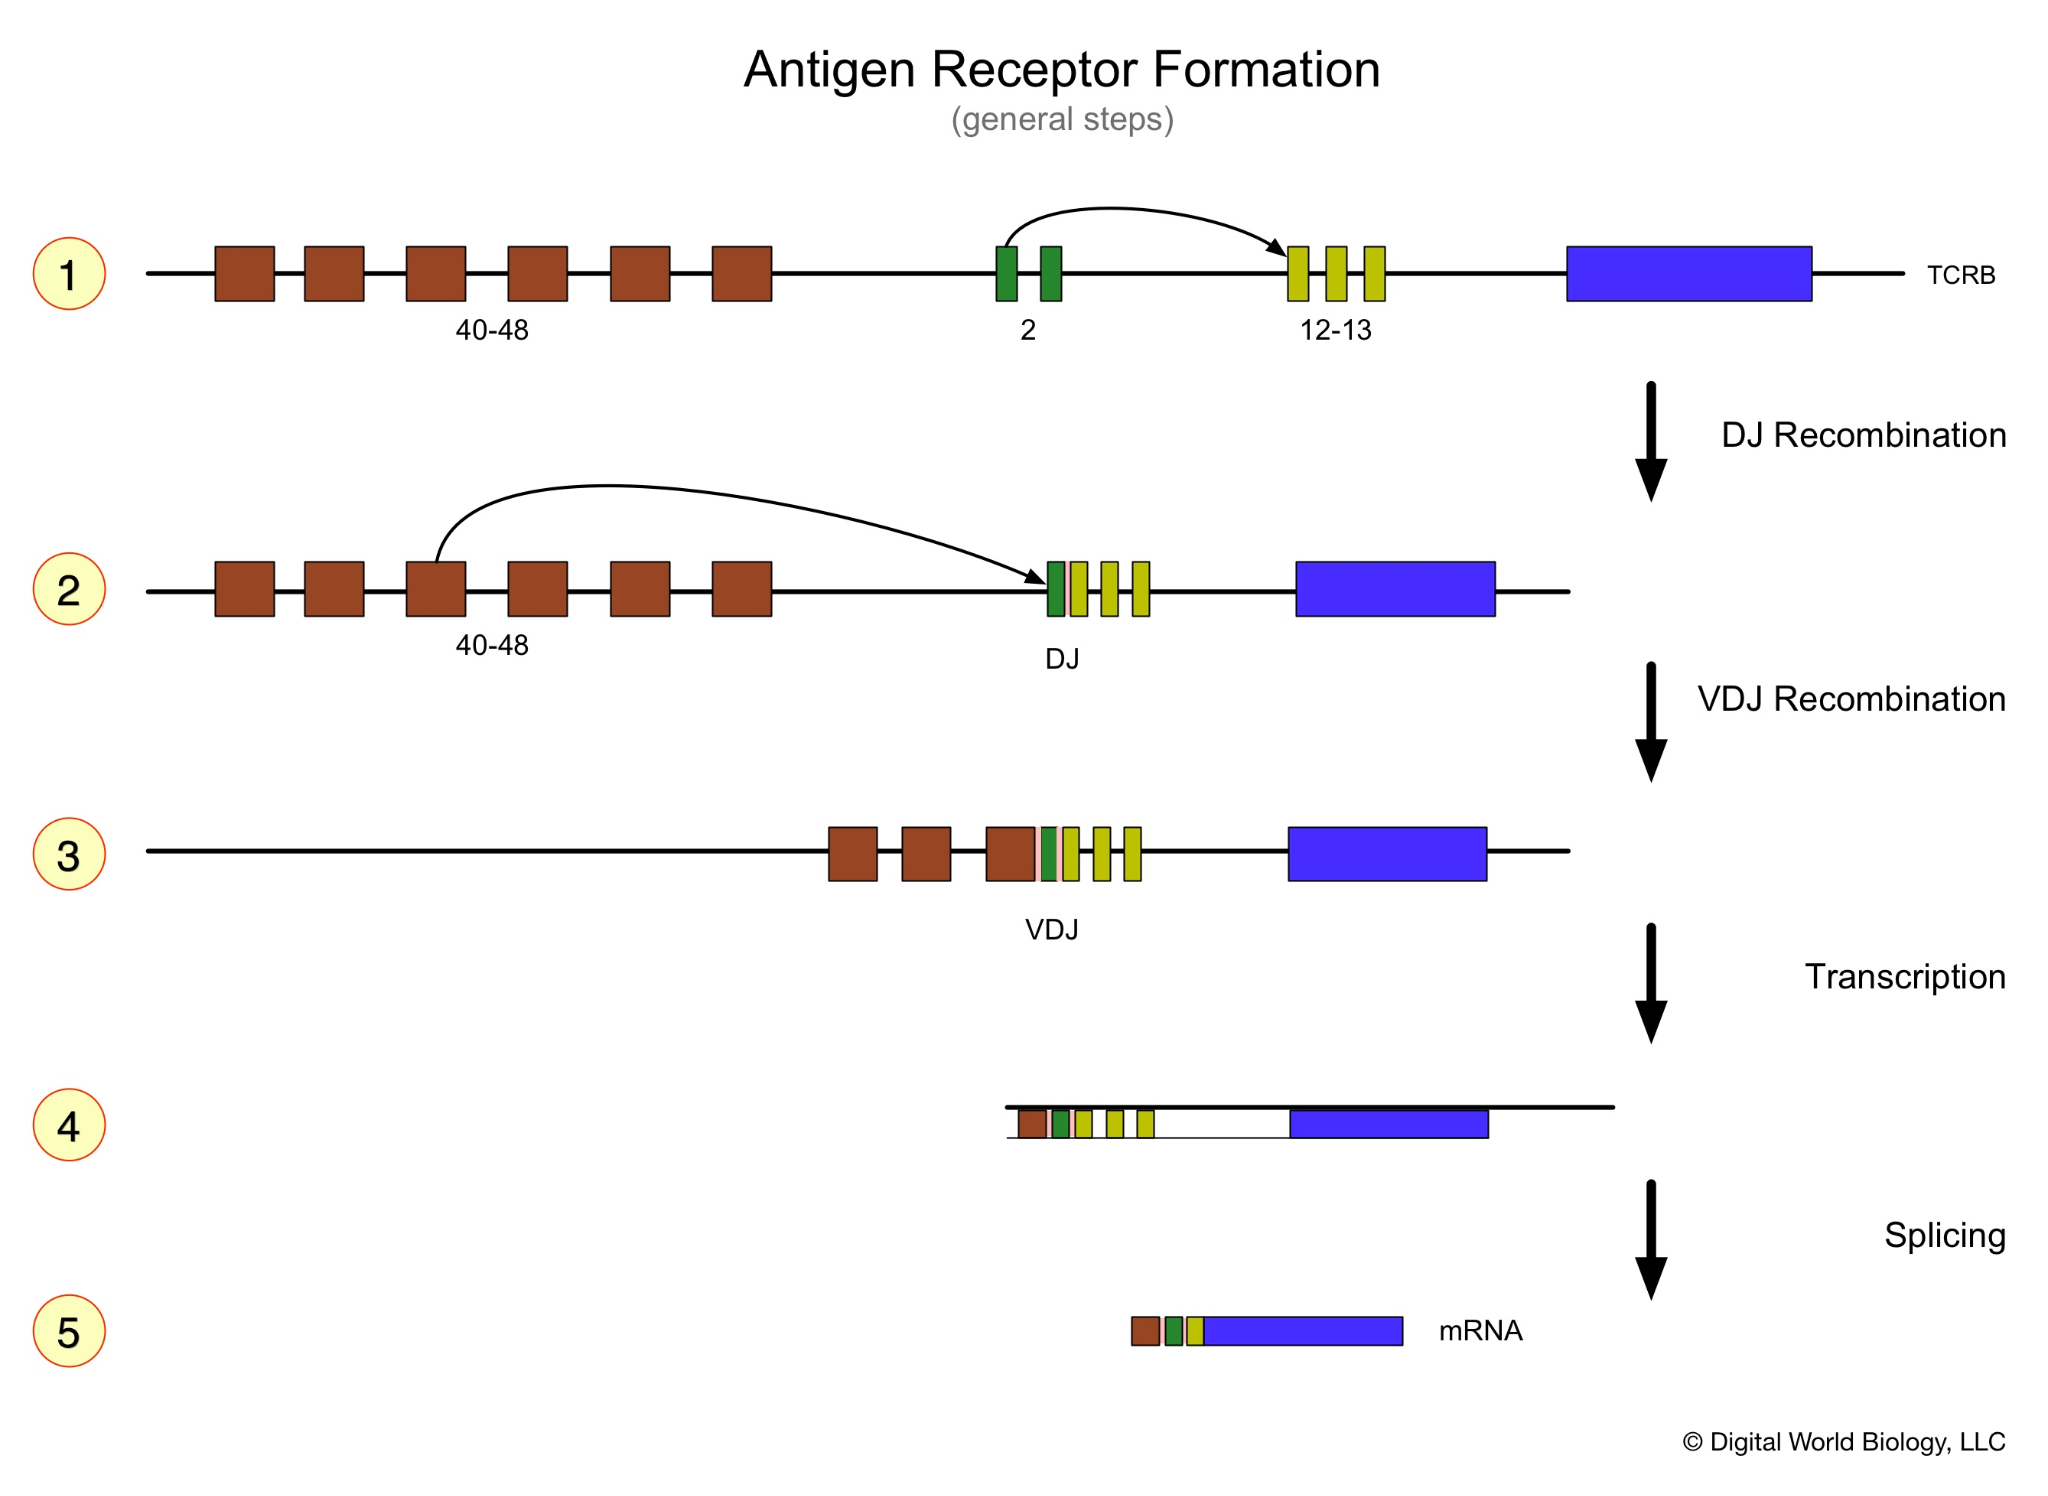 Antigen Receptor Formation
(general steps)
1
TCRB
40-48
2
12-13
DJ Recombination
2
40-48
DJ
VDJ Recombination
3
VDJ
Transcription
4
Splicing
5
mRNA
© Digital World Biology, LLC